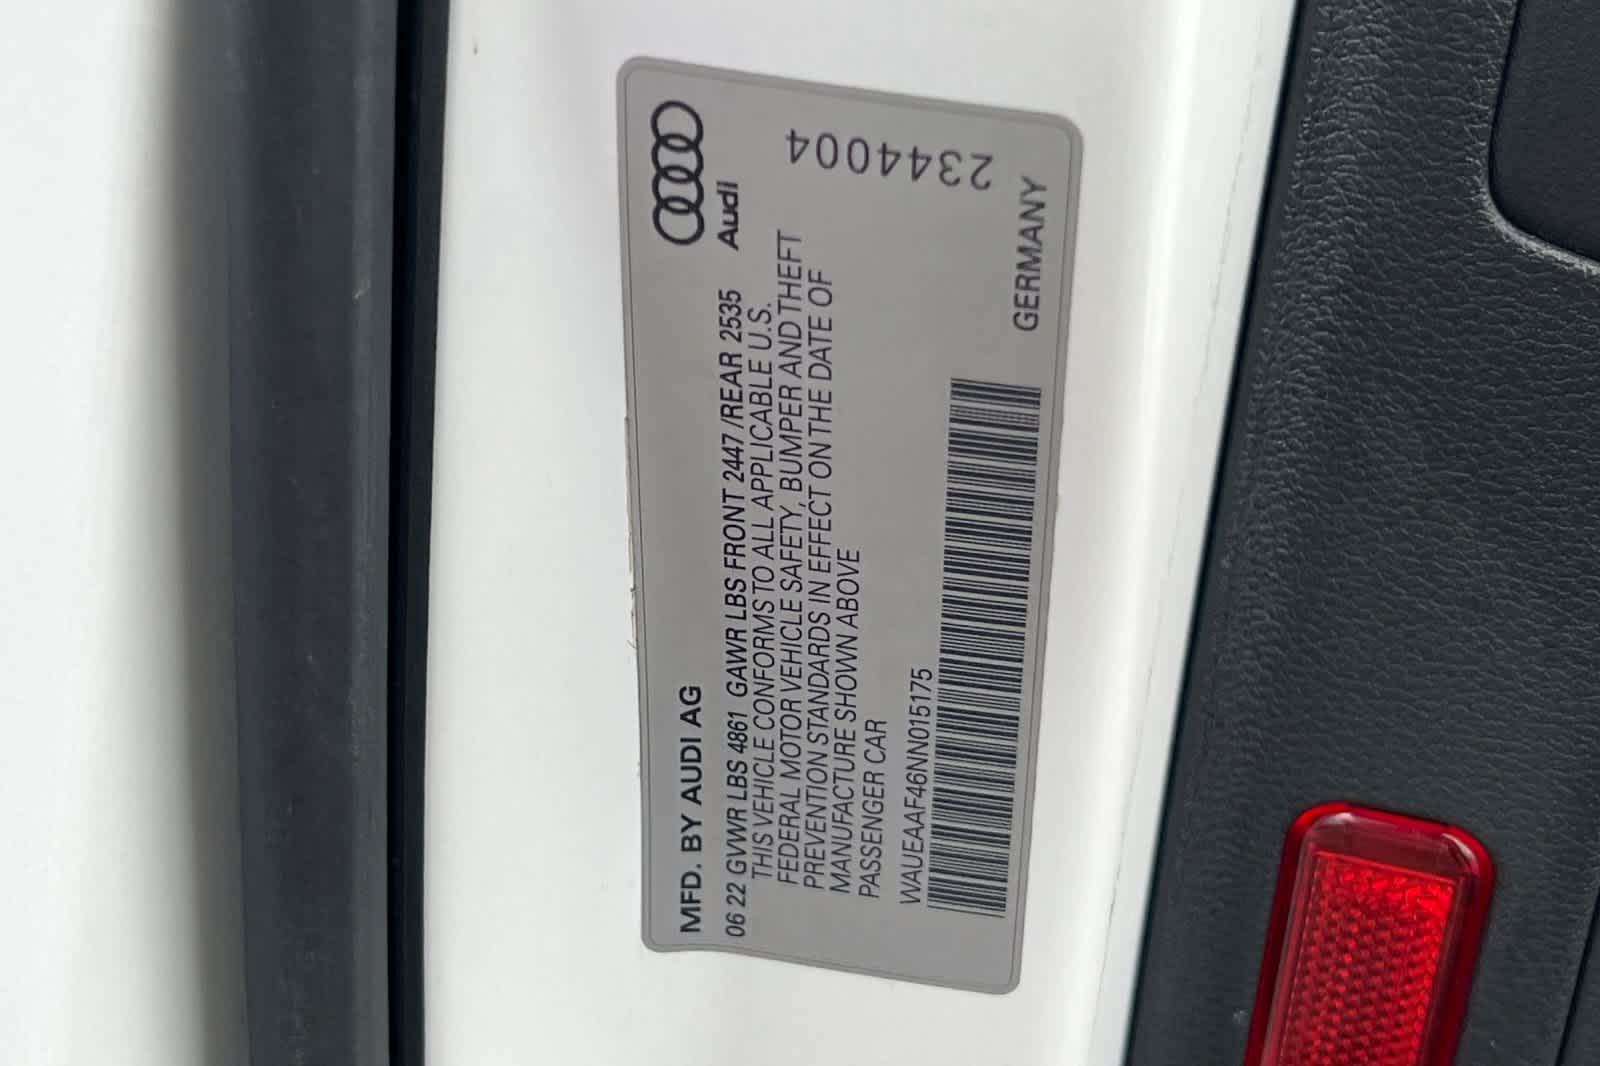 Audi
MFD. BY AUDI AG
06 22 GVWR LBS 4861 GAWR LBS FRONT 2447 /REAR 2535
THIS VEHICLE CONFORMS TO ALL APPLICABLE U.S.
FEDERAL MOTOR VEHICLE SAFETY, BUMPER AND THEFT
PREVENTION STANDARDS IN EFFECT ON THE DATE OF
MANUFACTURE SHOWN ABOVE
PASSENGER CAR
WAUEAAF46NN015175
GERMANY
2344004